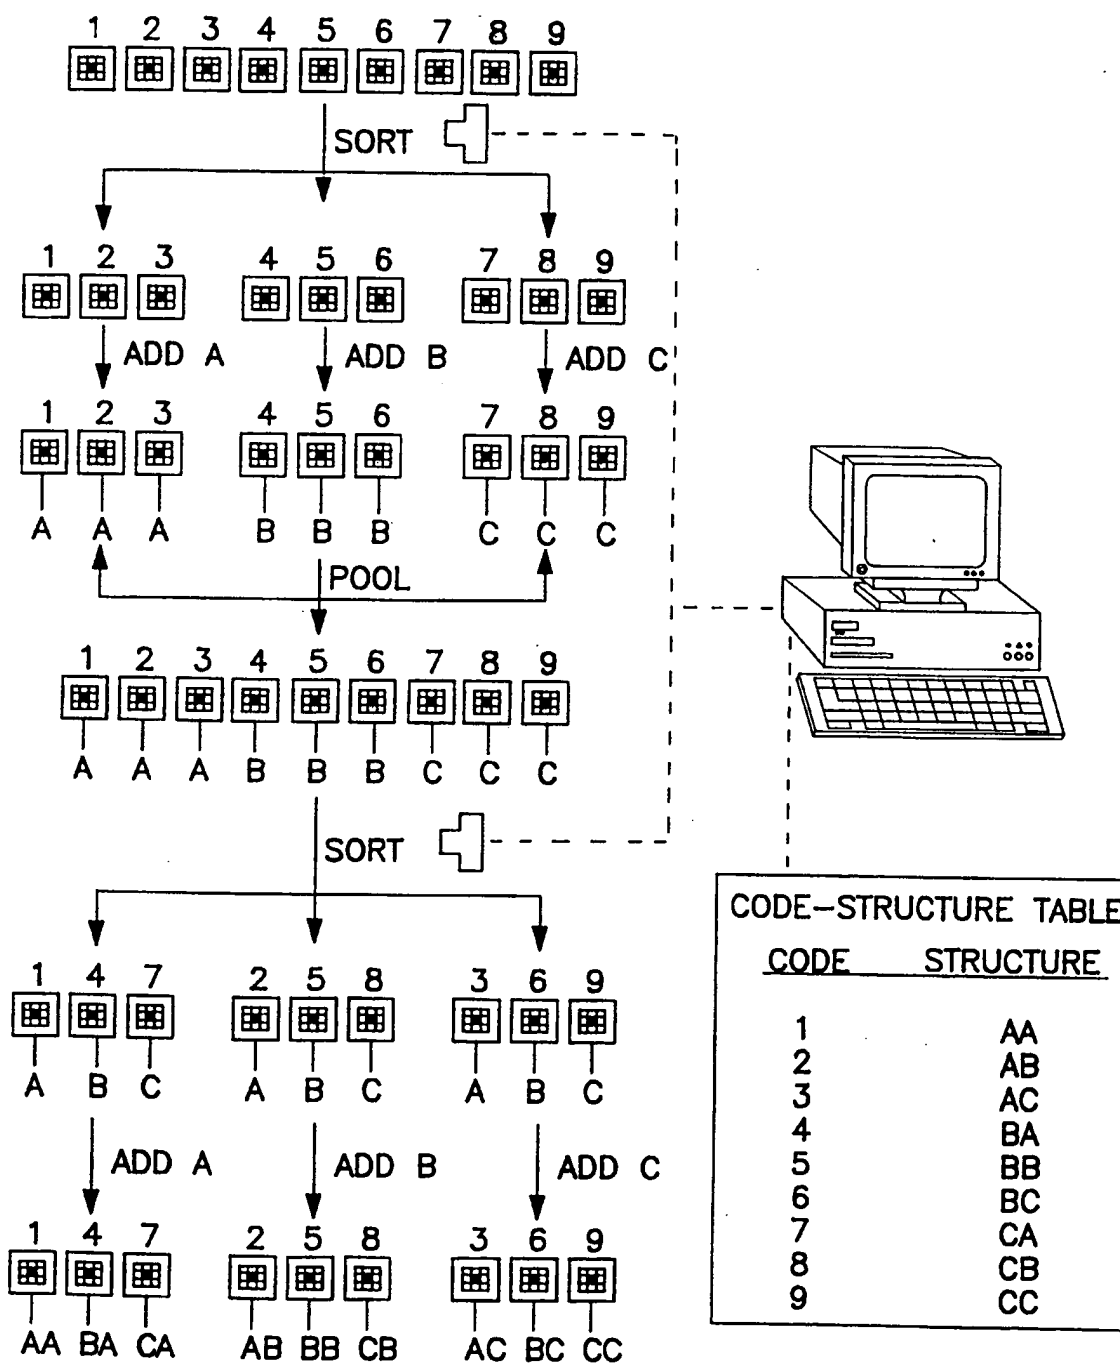 1 2 3 4 5 6 7 8 9
SORT
1 2 3 4 5 6 7 8 9
ADD A ADD B ADD C
1 2 3 4 5 6 7 8 9
A A A B B B C C C
POOL
1 2 3 4 5 6 7 8 9
A A A B B B C C C
SORT
1 4 7 2 5 8 3 6 9
A B C A B C A B C
ADD A ADD B ADD C
1 4 7 2 5 8 3 6 9
AA BA CA AB BB CB AC BC CC
CODE-STRUCTURE TABLE
CODE STRUCTURE
1 AA
2 AB
3 AC
4 BA
5 BB
6 BC
7 CA
8 CB
9 CC